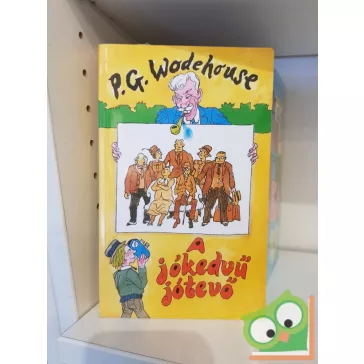 P.G. Wodehouse
A
jókedvű
jótevő